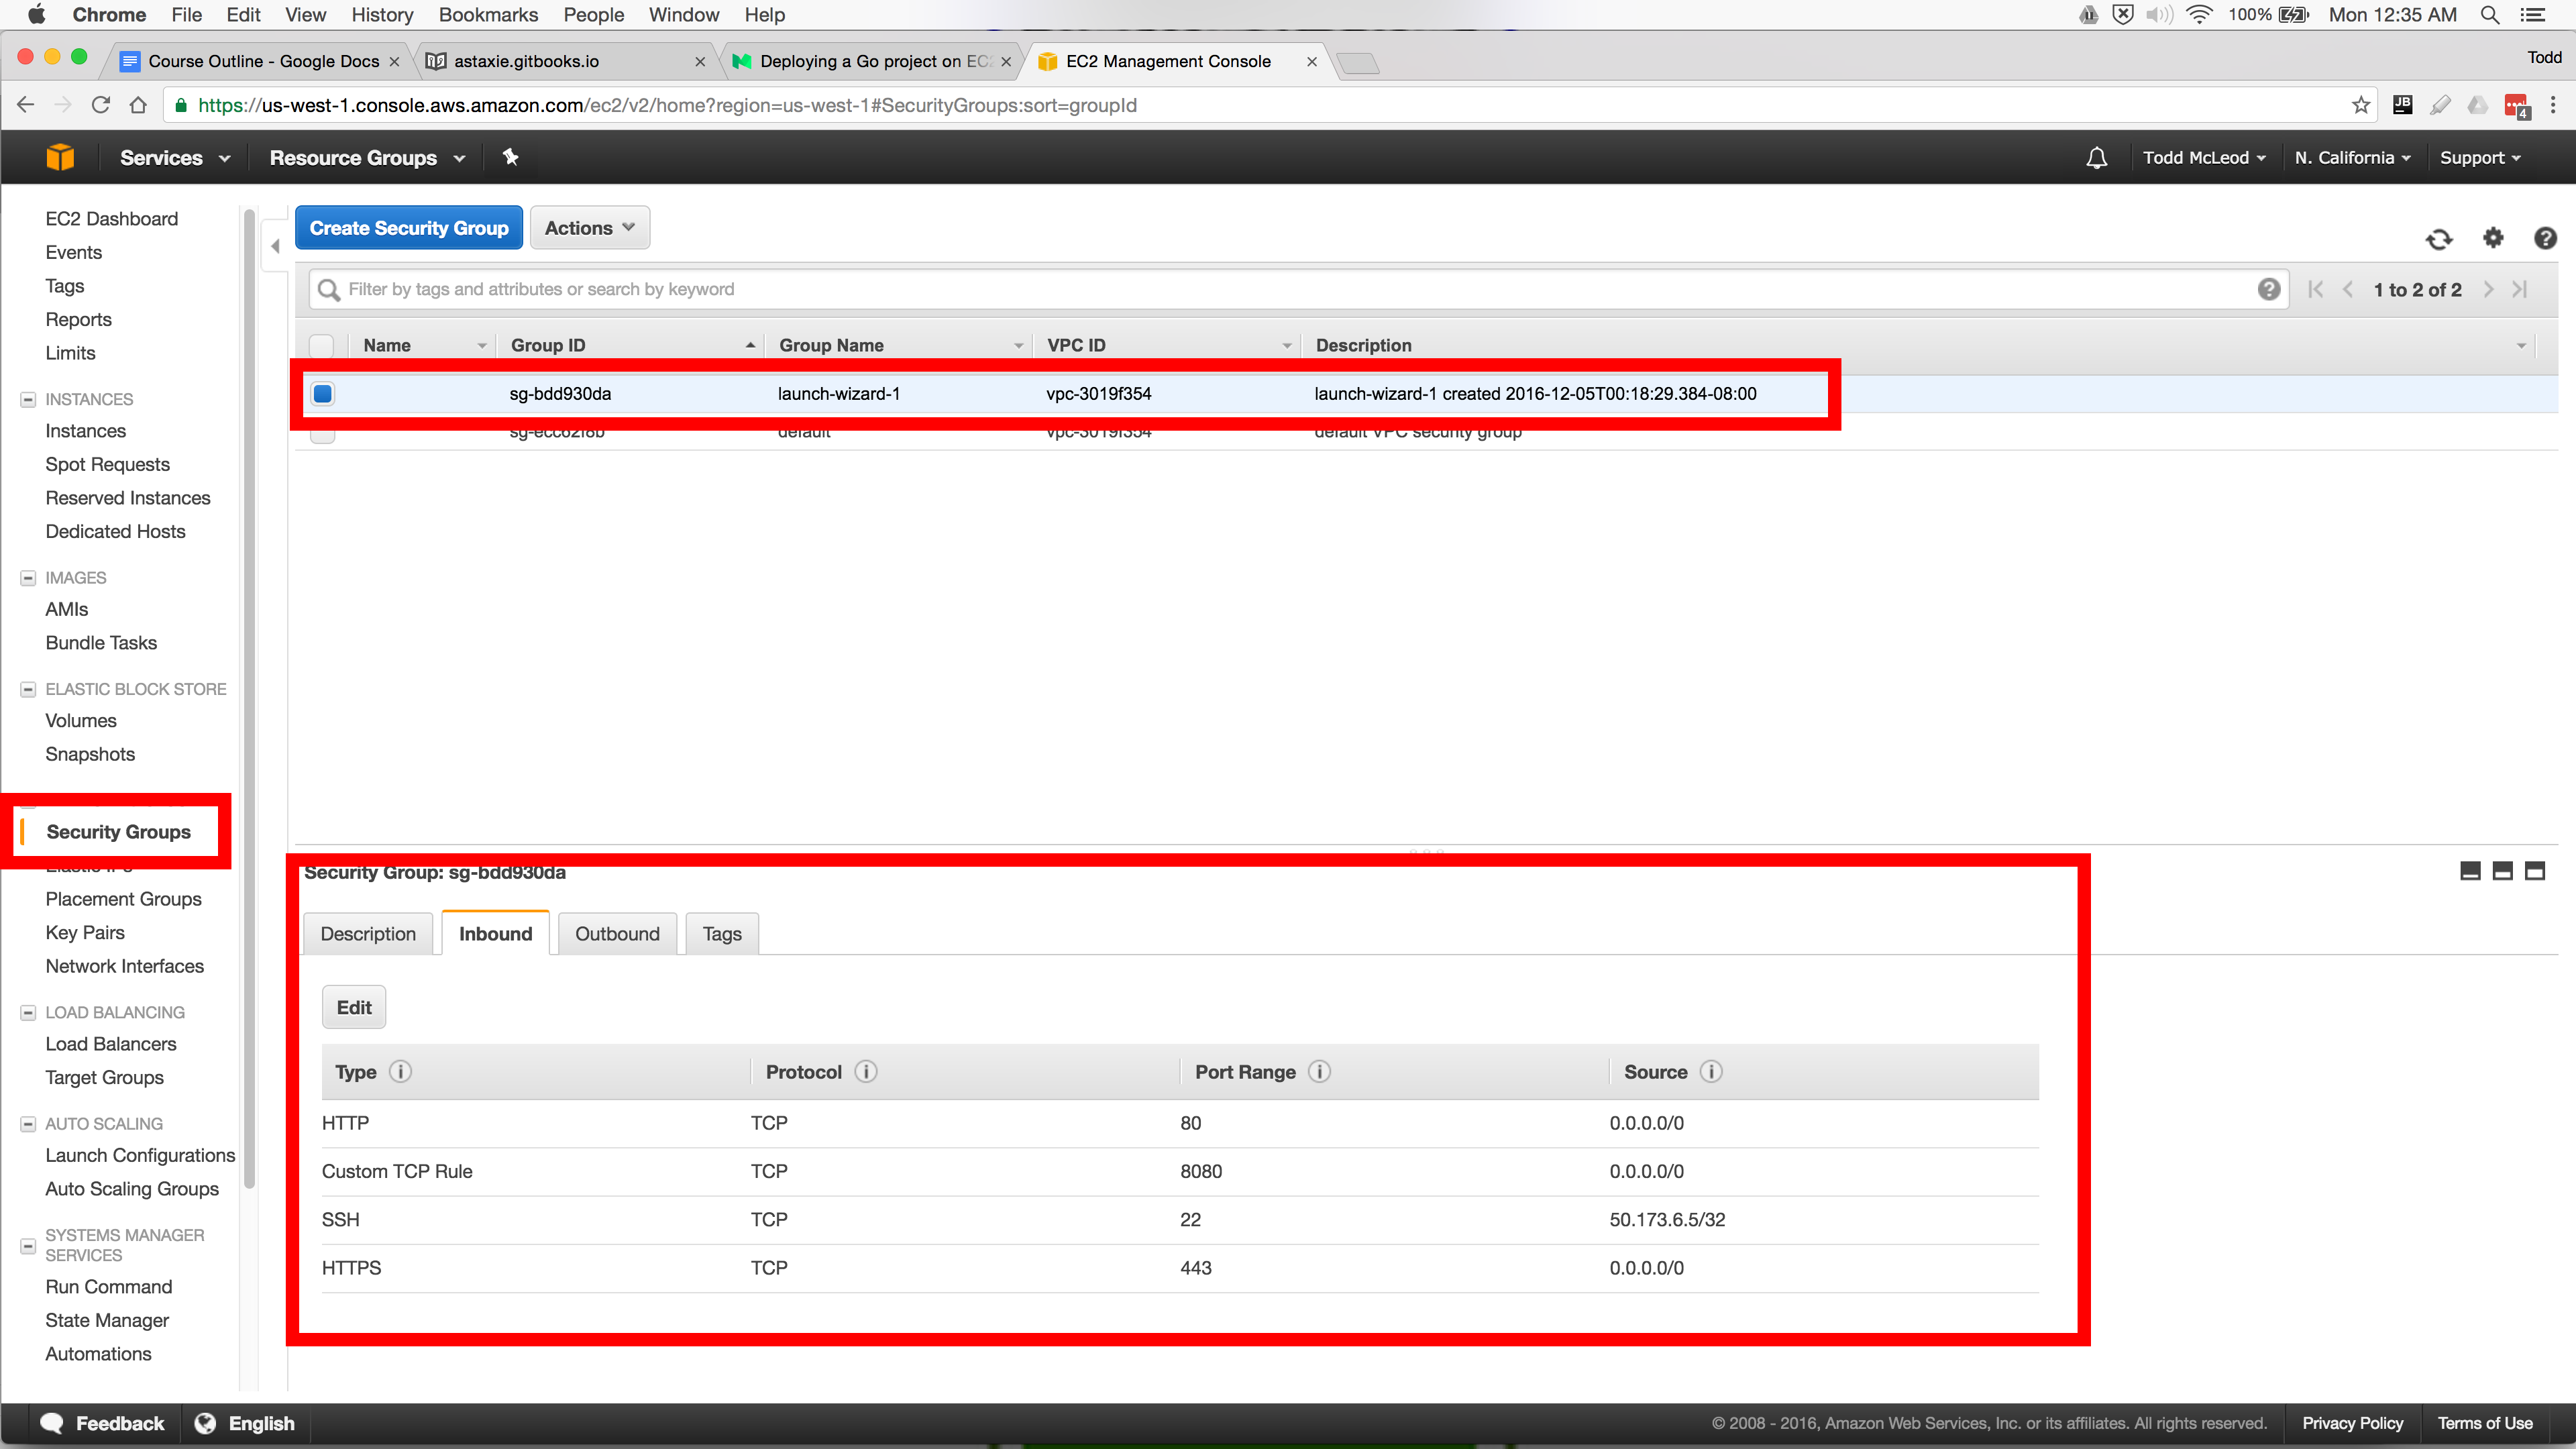 Chrome File Edit View History Bookmarks People Window Help 100% Mon 12:35 AM
Course Outline - Google Docs astaxie.gitbooks.io Deploying a Go project on EC2 EC2 Management Console Todd
https://us-west-1.console.aws.amazon.com/ec2/v2/home?region=us-west-1#SecurityGroups:sort=groupId JB 4
Services Resource Groups Todd McLeod N. California Support
EC2 Dashboard
Events
Tags
Reports
Limits
INSTANCES
Instances
Spot Requests
Reserved Instances
Dedicated Hosts
IMAGES
AMIs
Bundle Tasks
ELASTIC BLOCK STORE
Volumes
Snapshots
Security Groups
Elastic IPs
Placement Groups
Key Pairs
Network Interfaces
LOAD BALANCING
Load Balancers
Target Groups
AUTO SCALING
Launch Configurations
Auto Scaling Groups
SYSTEMS MANAGER
SERVICES
Run Command
State Manager
Automations
Create Security Group Actions
Filter by tags and attributes or search by keyword 1 to 2 of 2
Name Group ID Group Name VPC ID Description
sg-bdd930da launch-wizard-1 vpc-3019f354 launch-wizard-1 created 2016-12-05T00:18:29.384-08:00
default vpc-3019f354 default VPC security group
Security Group: sg-bdd930da
Description Inbound Outbound Tags
Edit
Type Protocol Port Range Source
HTTP TCP 80 0.0.0.0/0
Custom TCP Rule TCP 8080 0.0.0.0/0
SSH TCP 22 50.173.6.5/32
HTTPS TCP 443 0.0.0.0/0
Feedback English © 2008 - 2016, Amazon Web Services, Inc. or its affiliates. All rights reserved. Privacy Policy Terms of Use